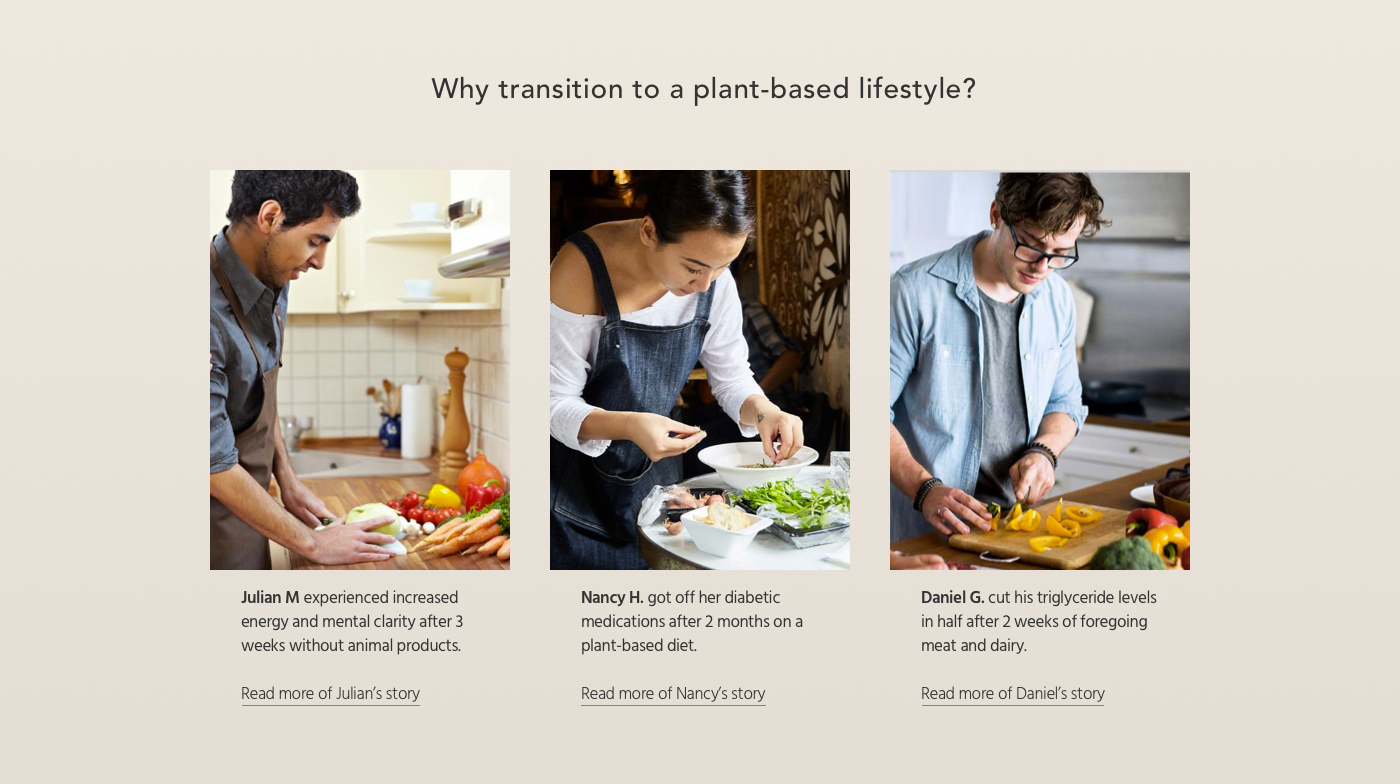 Why transition to a plant-based lifestyle?
Julian M experienced increased
energy and mental clarity after 3
weeks without animal products.
Read more of Julian’s story
Nancy H. got off her diabetic
medications after 2 months on a
plant-based diet.
Read more of Nancy’s story
Daniel G. cut his triglyceride levels
in half after 2 weeks of foregoing
meat and dairy.
Read more of Daniel’s story